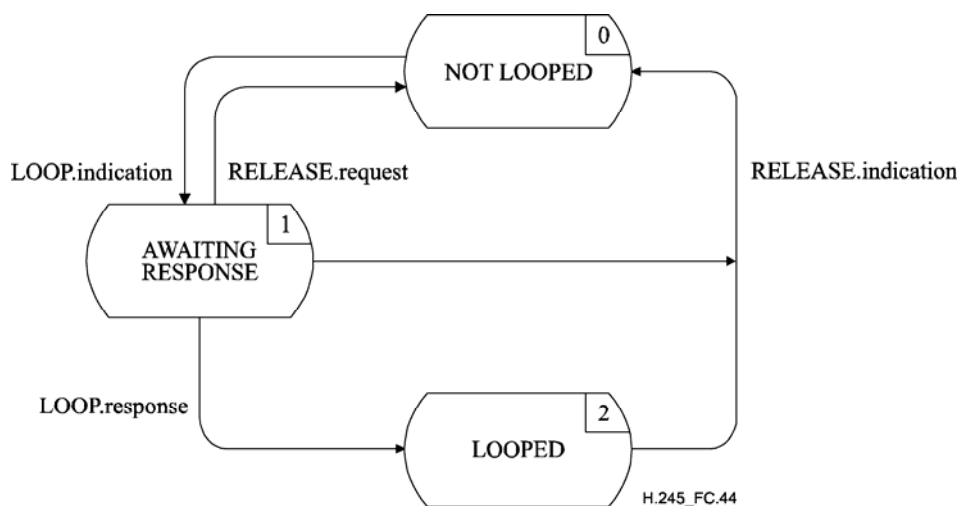 0
NOT LOOPED
LOOP.indication
RELEASE.request
RELEASE.indication
1
AWAITING
RESPONSE
LOOP.response
2
LOOPED
H.245_FC.44